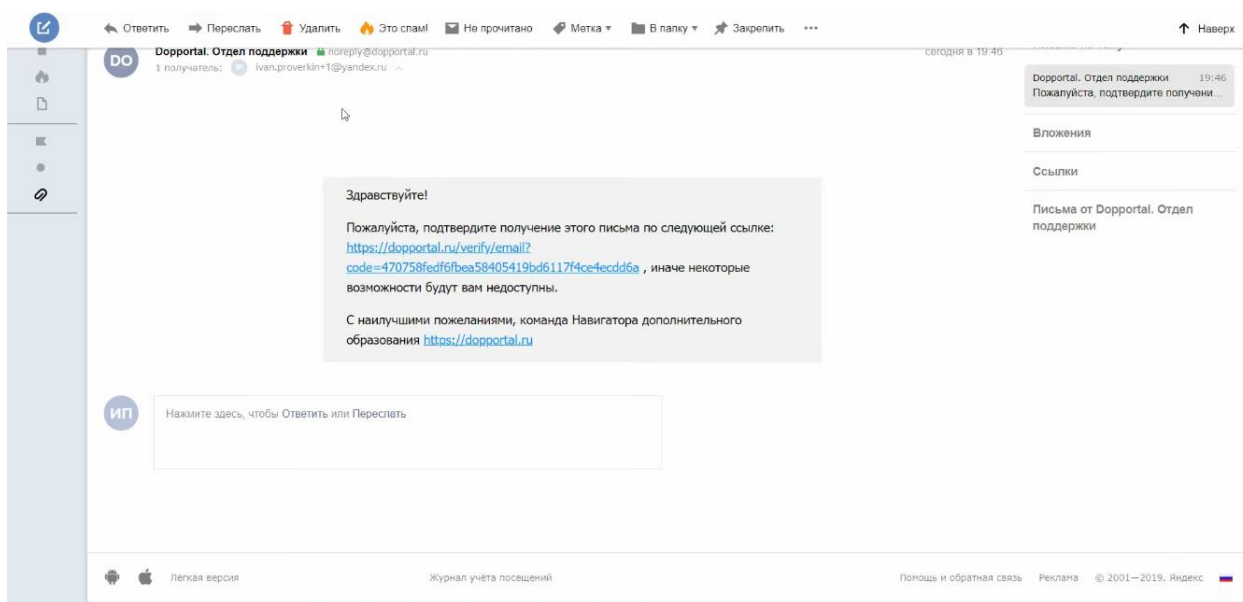 Ответить Переслать Удалить Это спам! Не прочитано Метка В папку Закрепить ... Наверх
DO Dopportal. Отдел поддержки noreply@dopportal.ru сегодня в 19:46
1 получатель: ivan.proverkin+1@yandex.ru
Dopportal. Отдел поддержки 19:46
Пожалуйста, подтвердите получени...
Вложения
Ссылки
Письма от Dopportal. Отдел
поддержки
Здравствуйте!
Пожалуйста, подтвердите получение этого письма по следующей ссылке:
https://dopportal.ru/verify/email?
code=470758fedf6fbea58405419bd6117f4ce4ecdd6a , иначе некоторые
возможности будут вам недоступны.
С наилучшими пожеланиями, команда Навигатора дополнительного
образования https://dopportal.ru
ИП Нажмите здесь, чтобы Ответить или Переслать
Легкая версия Журнал учета посещений Помощь и обратная связь Реклама © 2001—2019, Яндекс